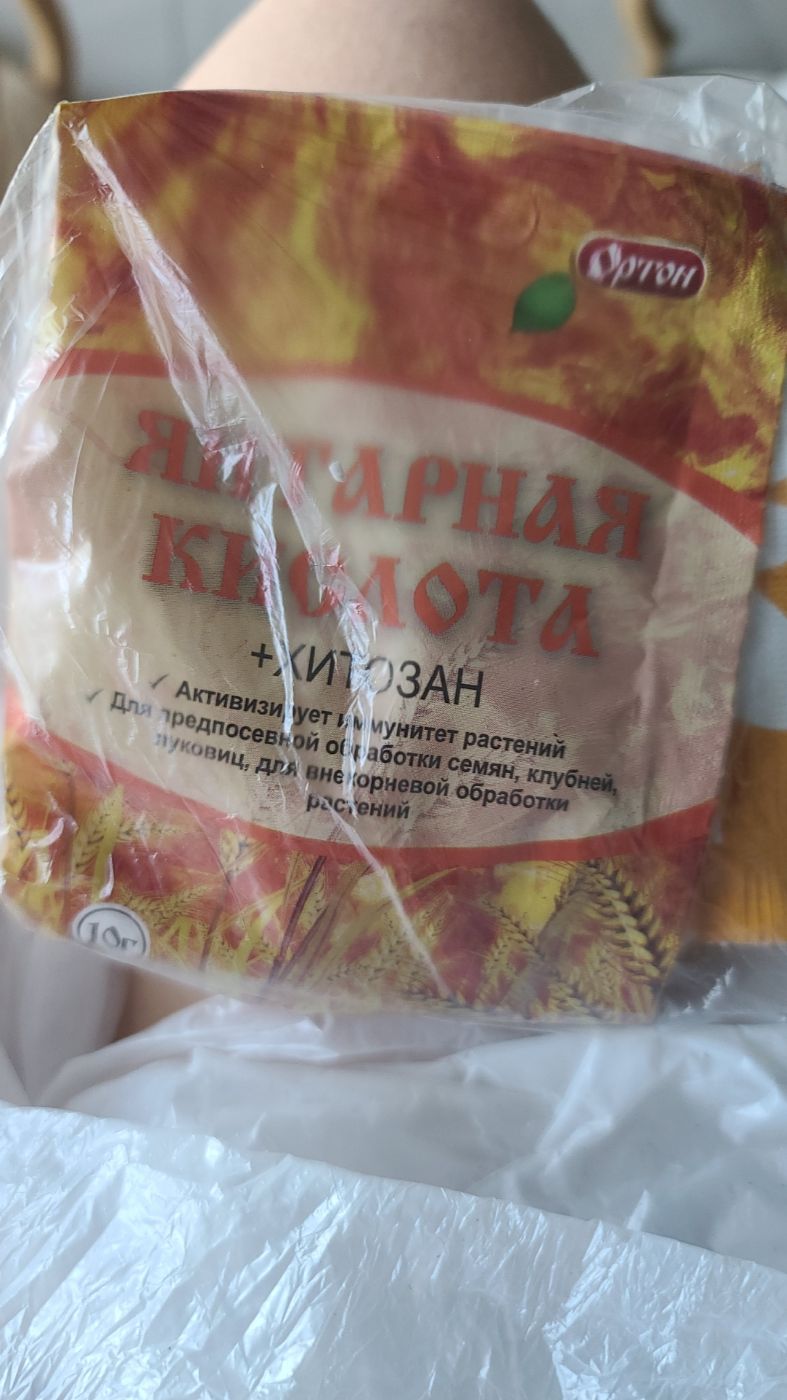 Ортон
ЯНТАРНАЯ
КИСЛОТА
+ХИТОЗАН
✓ Активизирует иммунитет растений
✓ Для предпосевной обработки семян, клубней,
луковиц, для внекорневой обработки
растений
10г